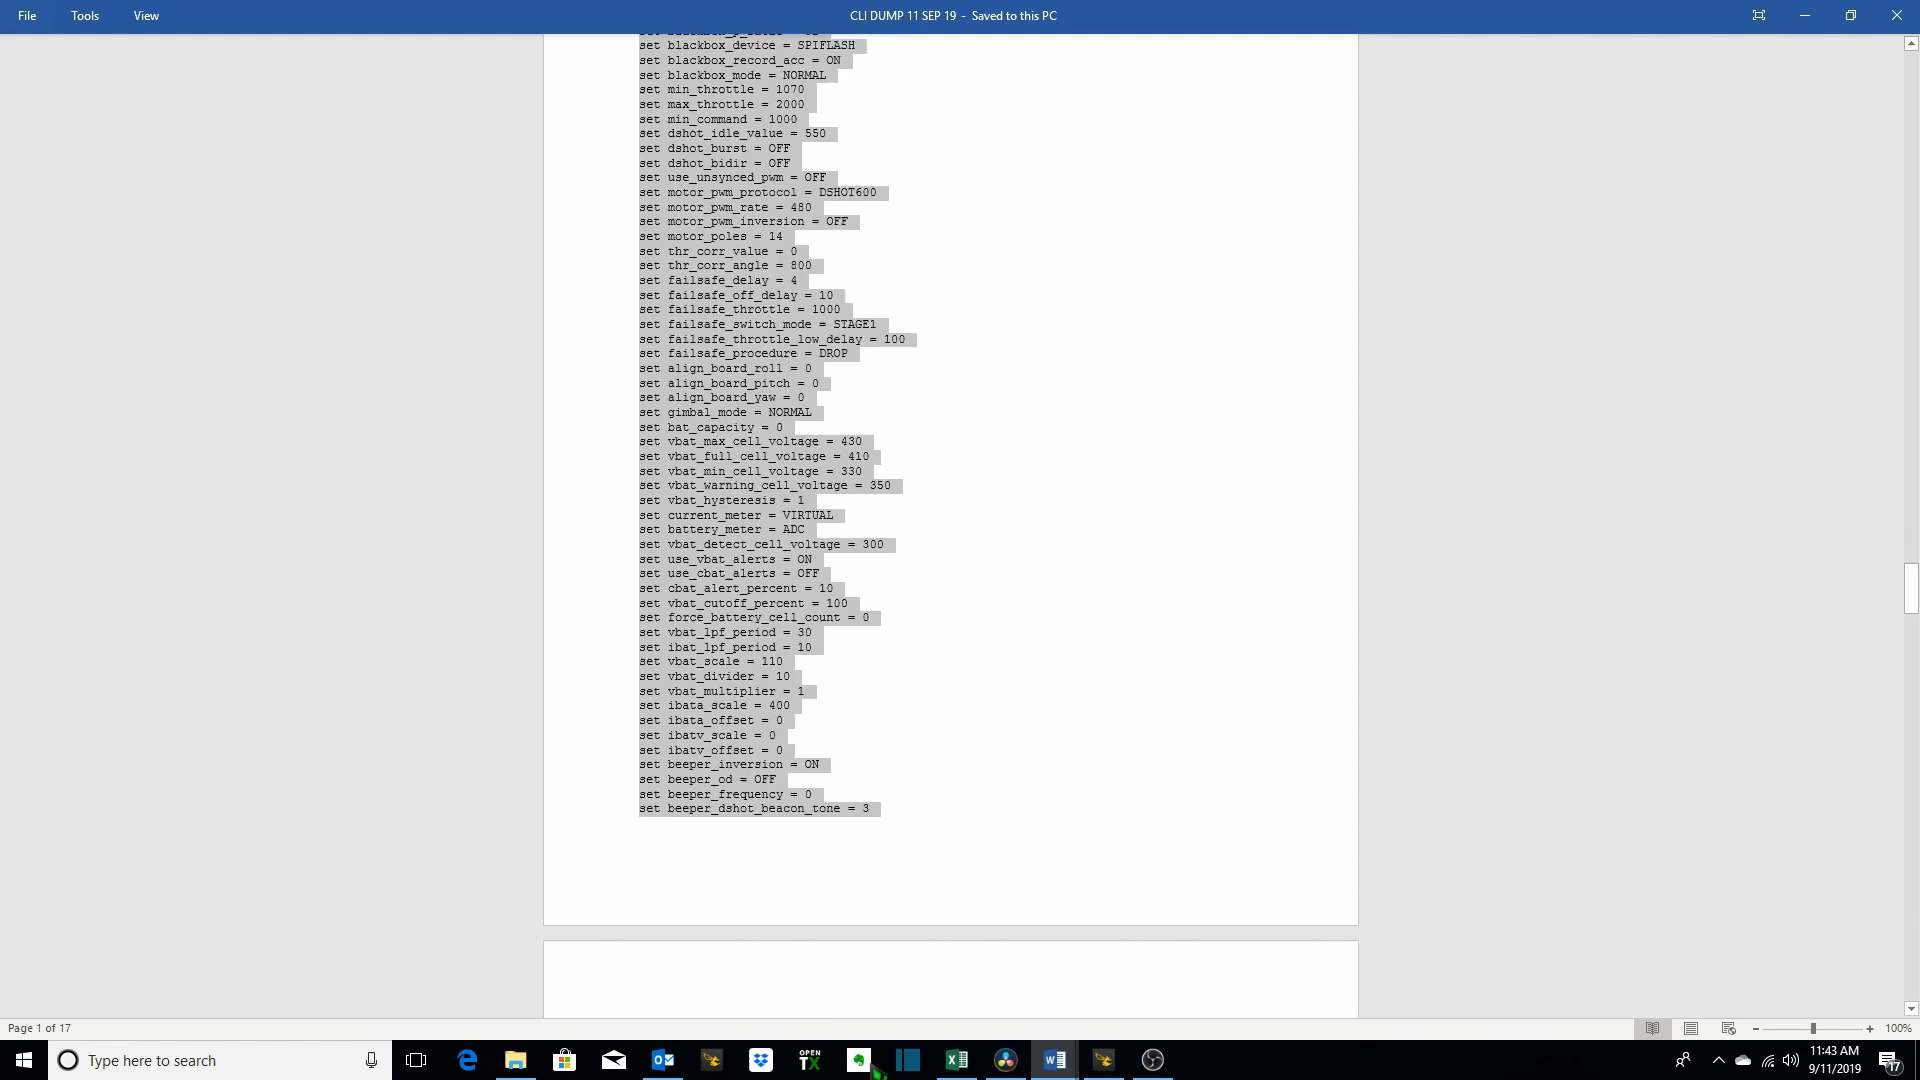 File Tools View CLI DUMP 11 SEP 19 - Saved to this PC
set blackbox_device = SPIFLASH
set blackbox_record_acc = ON
set blackbox_mode = NORMAL
set min_throttle = 1070
set max_throttle = 2000
set min_command = 1000
set dshot_idle_value = 550
set dshot_burst = OFF
set dshot_bidir = OFF
set use_unsynced_pwm = OFF
set motor_pwm_protocol = DSHOT600
set motor_pwm_rate = 480
set motor_pwm_inversion = OFF
set motor_poles = 14
set thr_corr_value = 0
set thr_corr_angle = 800
set failsafe_delay = 4
set failsafe_off_delay = 10
set failsafe_throttle = 1000
set failsafe_switch_mode = STAGE1
set failsafe_throttle_low_delay = 100
set failsafe_procedure = DROP
set align_board_roll = 0
set align_board_pitch = 0
set align_board_yaw = 0
set gimbal_mode = NORMAL
set bat_capacity = 0
set vbat_max_cell_voltage = 430
set vbat_full_cell_voltage = 410
set vbat_min_cell_voltage = 330
set vbat_warning_cell_voltage = 350
set vbat_hysteresis = 1
set current_meter = VIRTUAL
set battery_meter = ADC
set vbat_detect_cell_voltage = 300
set use_vbat_alerts = ON
set use_cbat_alerts = OFF
set cbat_alert_percent = 10
set vbat_cutoff_percent = 100
set force_battery_cell_count = 0
set vbat_lpf_period = 30
set ibat_lpf_period = 10
set vbat_scale = 110
set vbat_divider = 10
set vbat_multiplier = 1
set ibata_scale = 400
set ibata_offset = 0
set ibatv_scale = 0
set ibatv_offset = 0
set beeper_inversion = ON
set beeper_od = OFF
set beeper_frequency = 0
set beeper_dshot_beacon_tone = 3
Page 1 of 17
100%
Type here to search
OPEN
TX
11:43 AM
9/11/2019
17